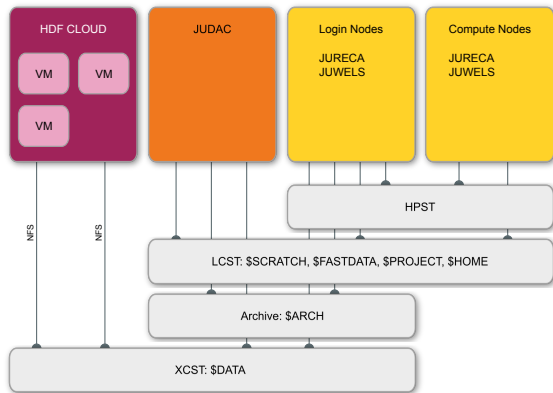 HDF CLOUD
VM
VM
VM
JUDAC
Login Nodes
JURECA
JUWELS
Compute Nodes
JURECA
JUWELS
NFS
NFS
HPST
LCST: $SCRATCH, $FASTDATA, $PROJECT, $HOME
Archive: $ARCH
XCST: $DATA